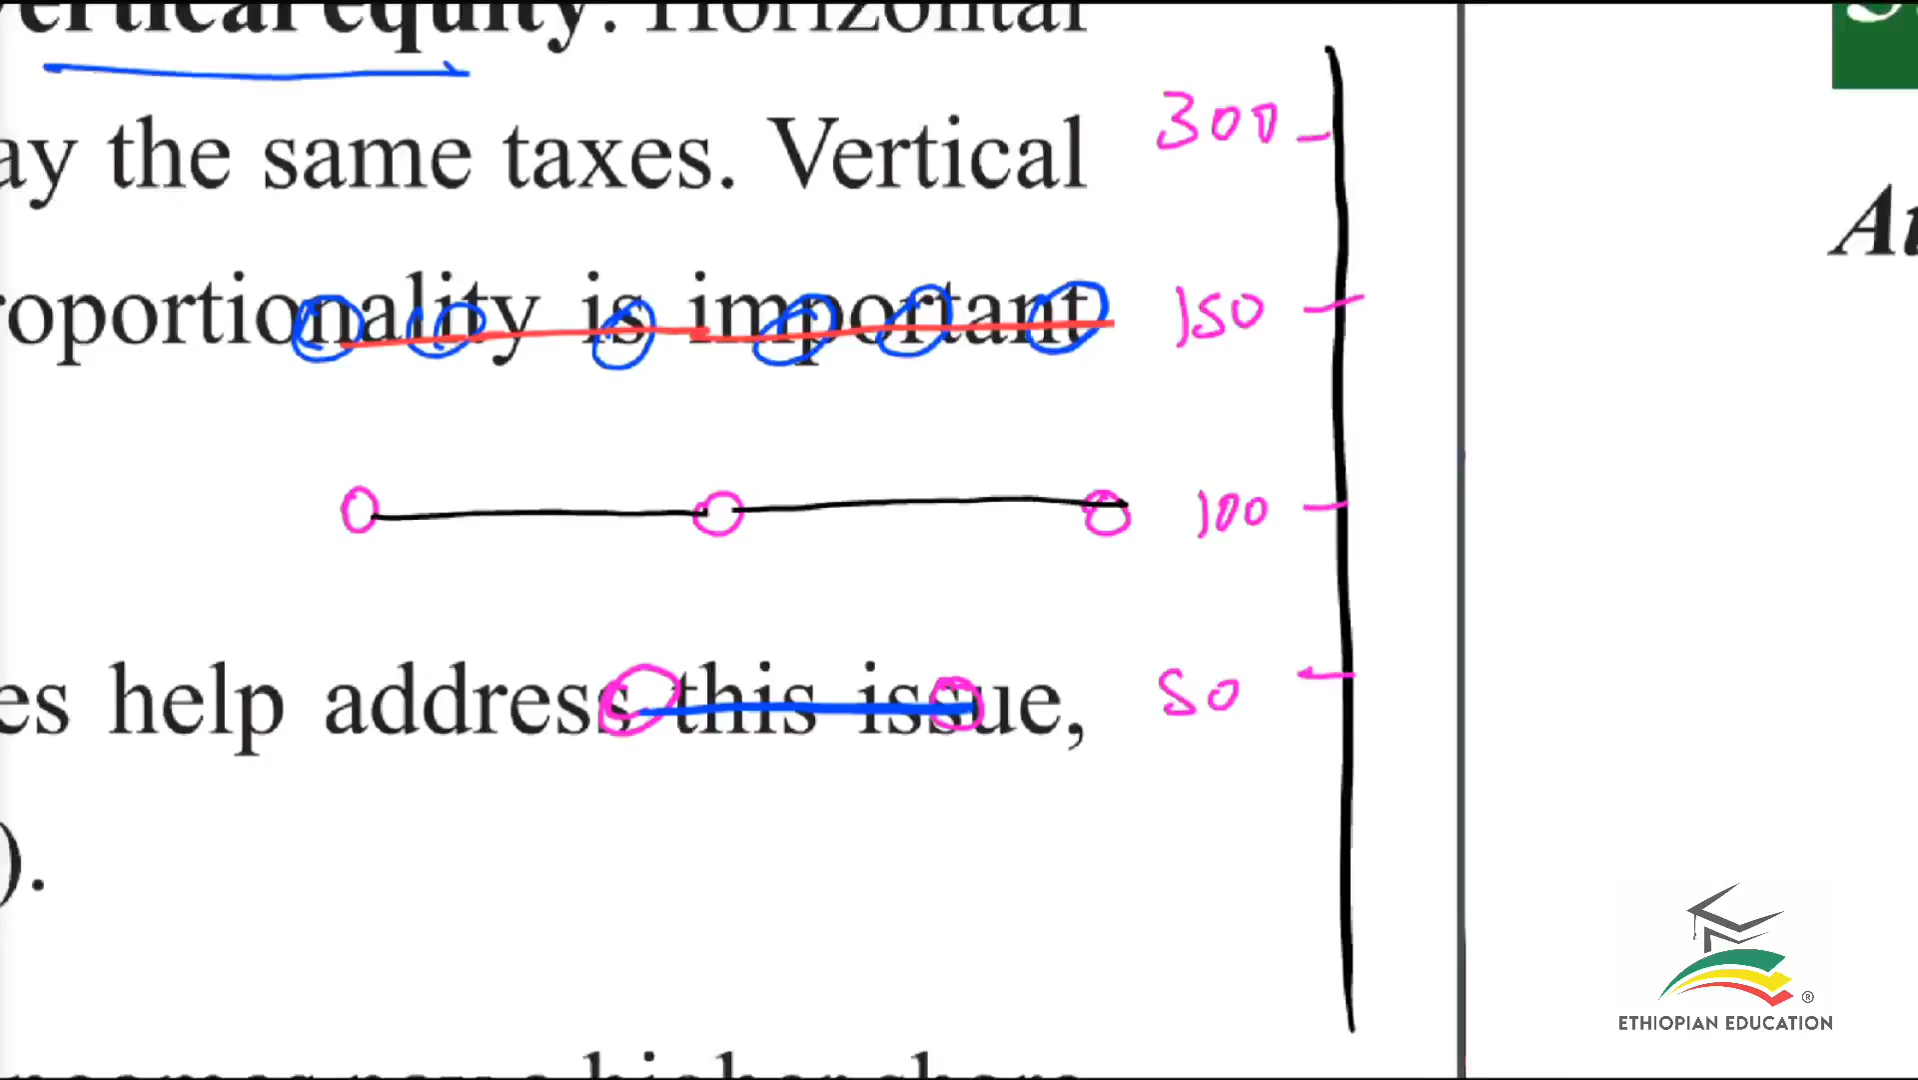 ertical equity. Horizontal
300
ay the same taxes. Vertical
roportionality is important
150
100
es help address this issue,
50
).
ETHIOPIAN EDUCATION
®